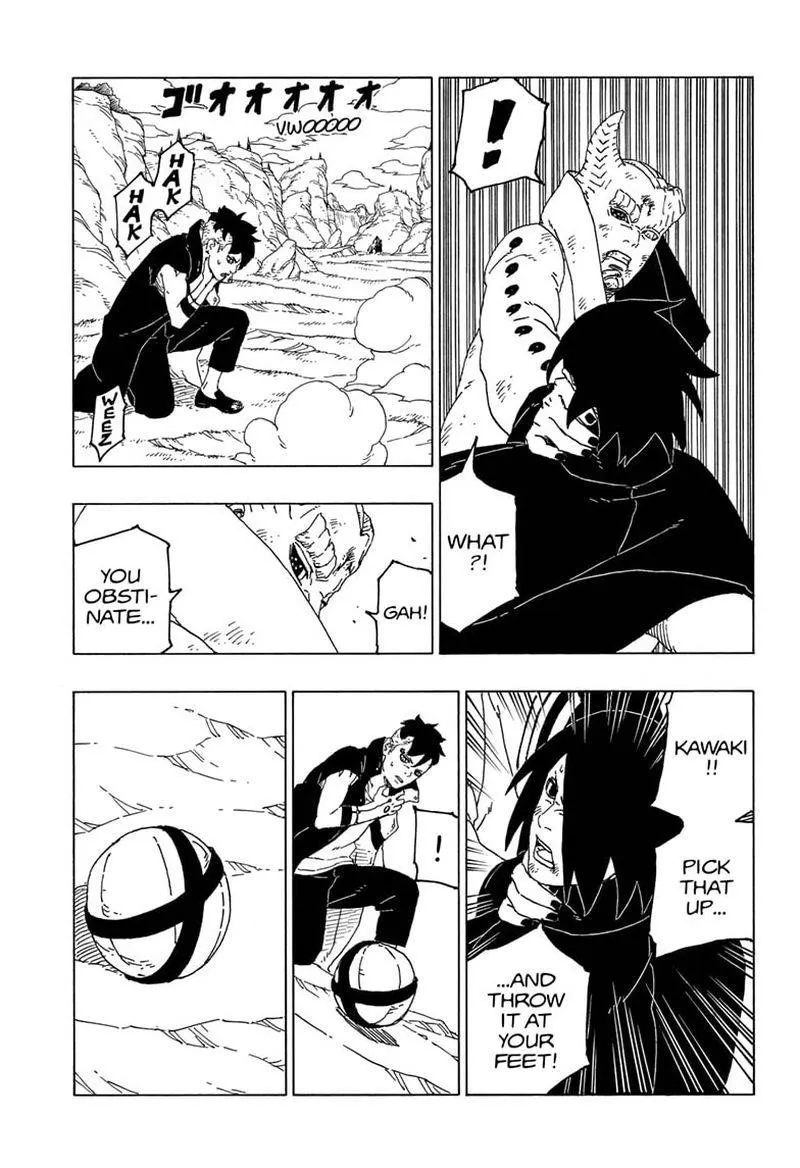 !
WHAT
?!
ゴオオオオオ
VWOOOOO
HAK
HAK
WEEZ
GAH!
YOU
OBSTI-
NATE...
KAWAKI
!!
PICK
THAT
UP...
...AND
THROW
IT AT
YOUR
FEET!
!